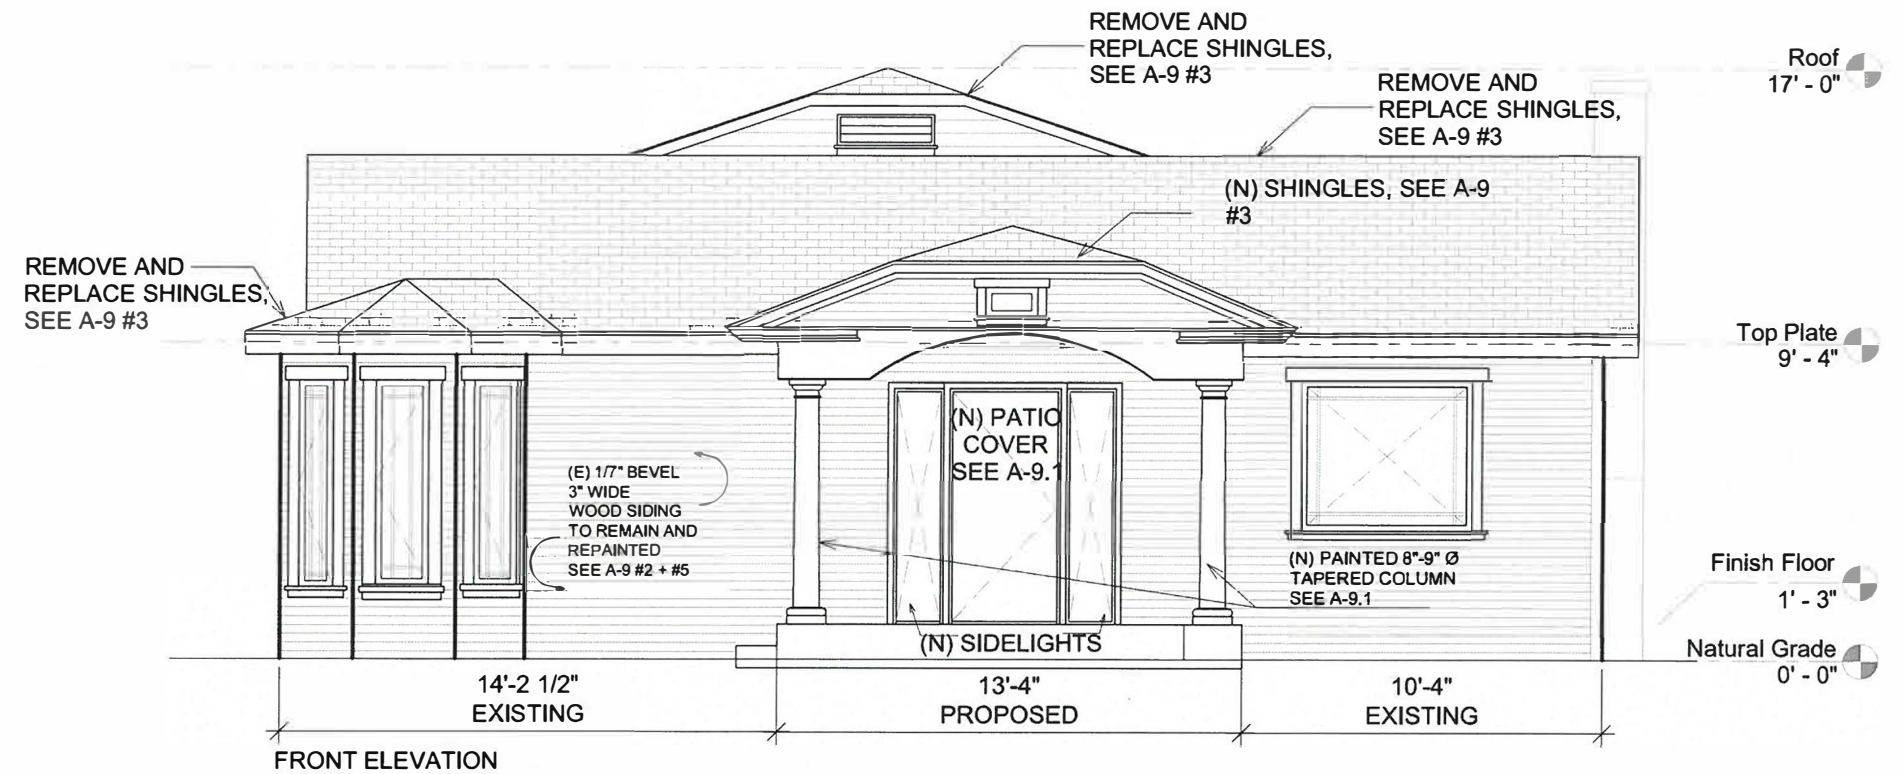 REMOVE AND
REPLACE SHINGLES,
SEE A-9 #3
Roof
17' - 0"
REMOVE AND
REPLACE SHINGLES,
SEE A-9 #3
(N) SHINGLES, SEE A-9
#3
REMOVE AND
REPLACE SHINGLES,
SEE A-9 #3
Top Plate
9' - 4"
(N) PATIO
COVER
SEE A-9.1
(E) 1/7" BEVEL
3" WIDE
WOOD SIDING
TO REMAIN AND
REPAINTED
SEE A-9 #2 + #5
(N) PAINTED 8"-9" Ø
TAPERED COLUMN
SEE A-9.1
Finish Floor
1' - 3"
(N) SIDELIGHTS
Natural Grade
0' - 0"
14'-2 1/2"
EXISTING
13'-4"
PROPOSED
10'-4"
EXISTING
FRONT ELEVATION